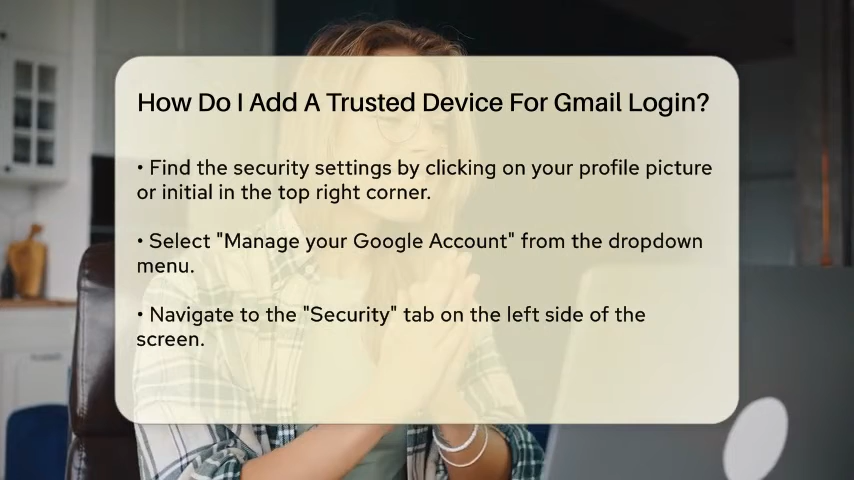 How Do I Add A Trusted Device For Gmail Login?
• Find the security settings by clicking on your profile picture
or initial in the top right corner.
• Select "Manage your Google Account" from the dropdown
menu.
• Navigate to the "Security" tab on the left side of the
screen.